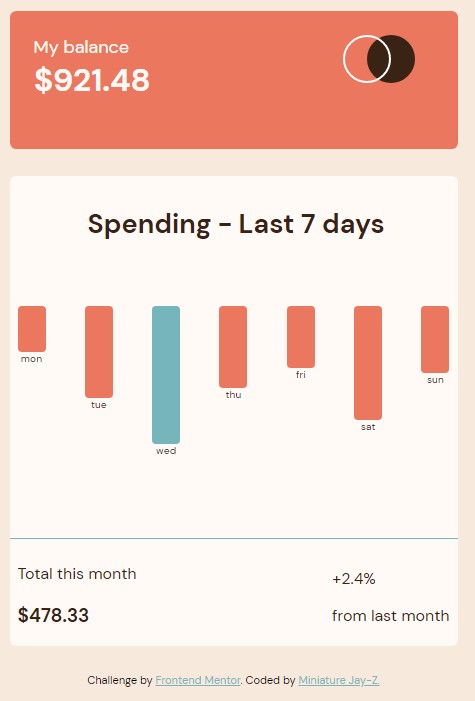 My balance
$921.48
Spending - Last 7 days
mon
tue
wed
thu
fri
sat
sun
Total this month
+2.4%
$478.33
from last month
Challenge by Frontend Mentor. Coded by Miniature Jay-Z.